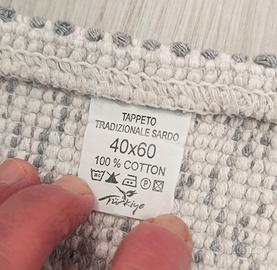 TAPPETO
TRADIZIONALE SARDO
40x60
100 % COTTON
Türkiye